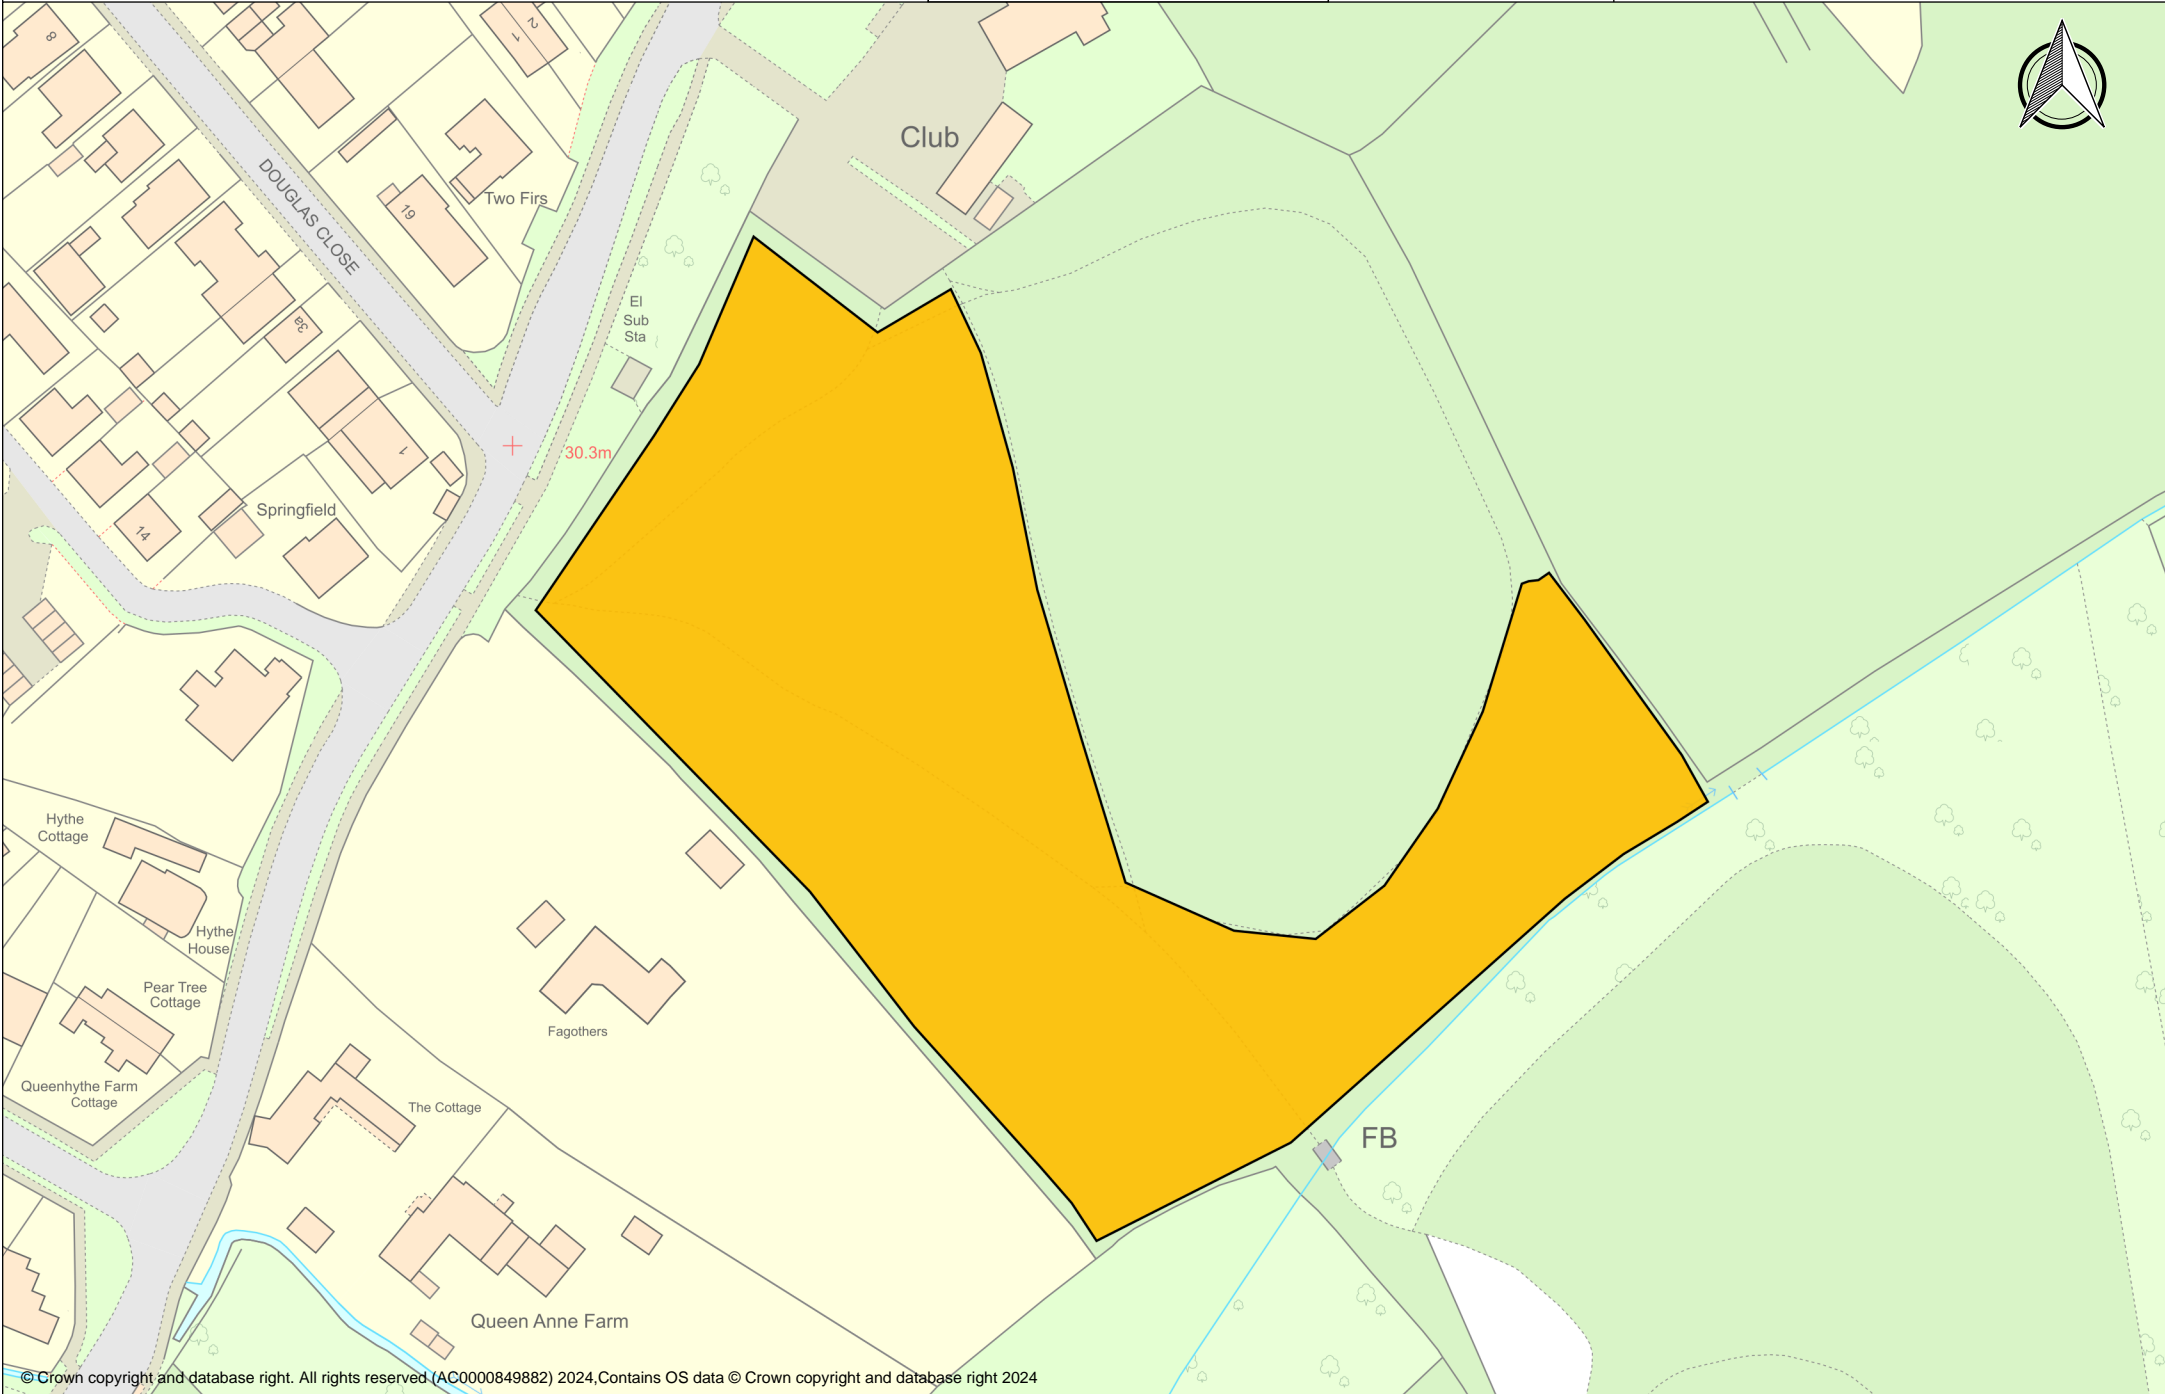 8
2
1
Club
DOUGLAS CLOSE
19
Two Firs
El
Sub
Sta
3a
1
30.3m
Springfield
14
Hythe
Cottage
Hythe
House
Pear Tree
Cottage
Fagothers
Queenhythe Farm
Cottage
The Cottage
FB
Queen Anne Farm
© Crown copyright and database right. All rights reserved (AC0000849882) 2024,Contains OS data © Crown copyright and database right 2024